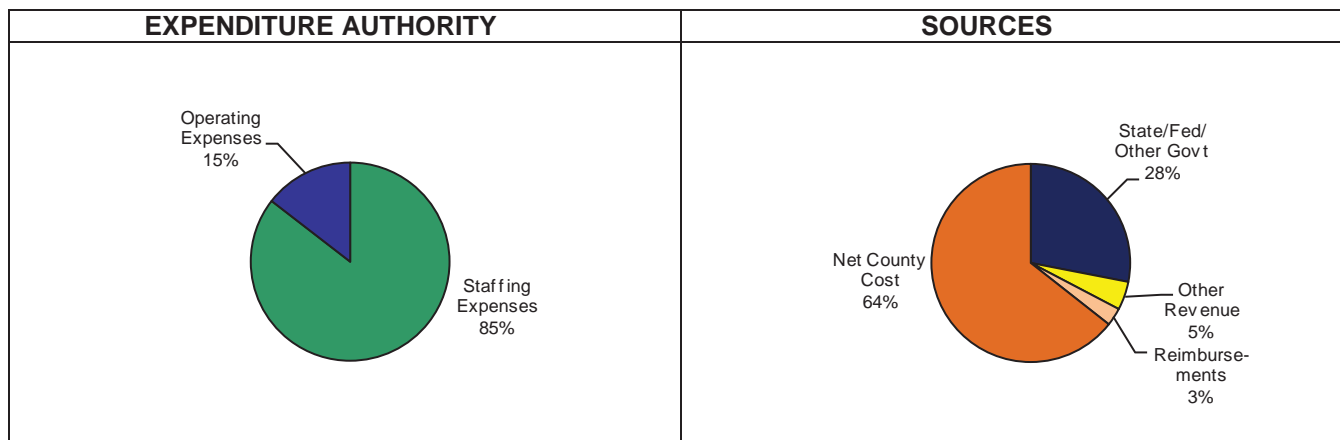 EXPENDITURE AUTHORITY
Operating
Expenses
15%
Staffing
Expenses
85%
SOURCES
State/Fed/
Other Govt
28%
Net County
Cost
64%
Other
Revenue
5%
Reimburse-
ments
3%